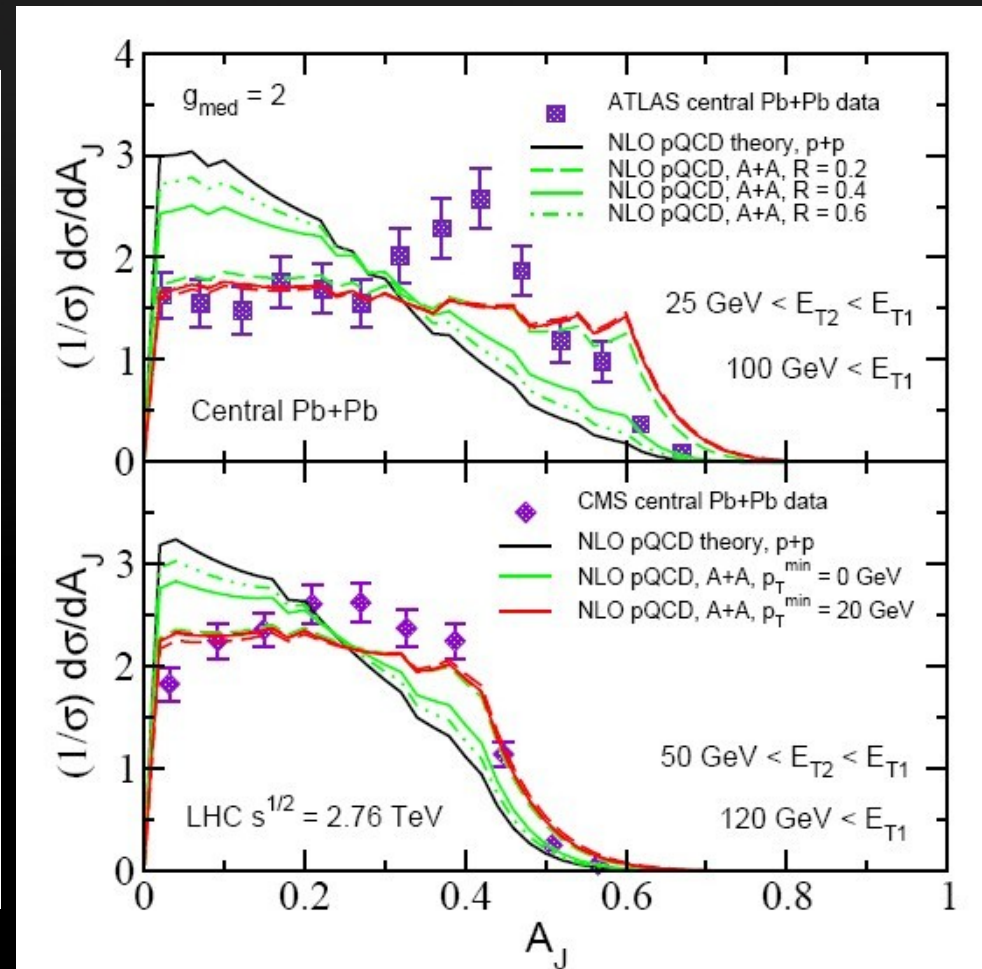 4
3
2
1
0
(1/σ) dσ/dA_J
g_med = 2
ATLAS central Pb+Pb data
NLO pQCD theory, p+p
NLO pQCD, A+A, R = 0.2
NLO pQCD, A+A, R = 0.4
NLO pQCD, A+A, R = 0.6
25 GeV < E_T2 < E_T1
100 GeV < E_T1
Central Pb+Pb
3
2
1
0
(1/σ) dσ/dA_J
CMS central Pb+Pb data
NLO pQCD theory, p+p
NLO pQCD, A+A, p_T^min = 0 GeV
NLO pQCD, A+A, p_T^min = 20 GeV
50 GeV < E_T2 < E_T1
120 GeV < E_T1
LHC s^1/2 = 2.76 TeV
0 0.2 0.4 0.6 0.8 1
A_J